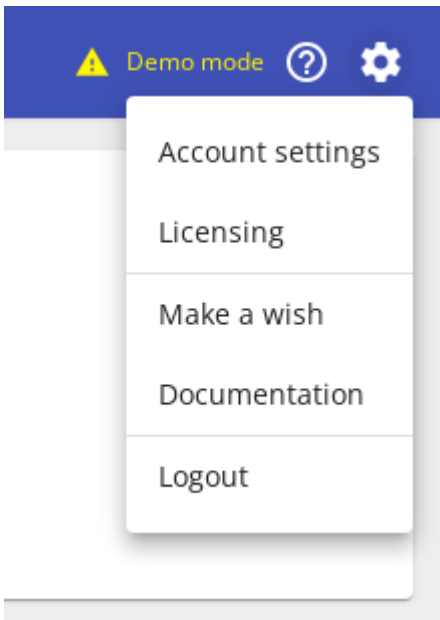 Demo mode
Account settings
Licensing
Make a wish
Documentation
Logout